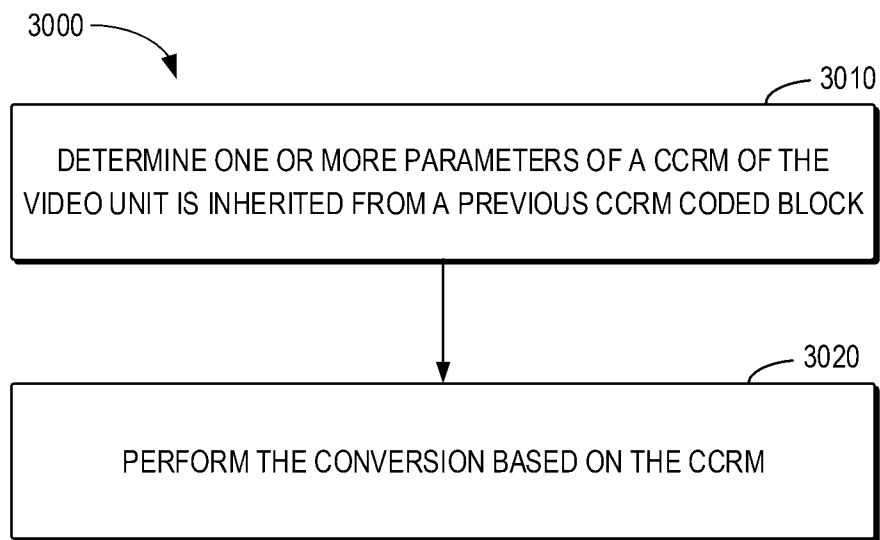 3000
3010
DETERMINE ONE OR MORE PARAMETERS OF A CCRM OF THE
VIDEO UNIT IS INHERITED FROM A PREVIOUS CCRM CODED BLOCK
3020
PERFORM THE CONVERSION BASED ON THE CCRM